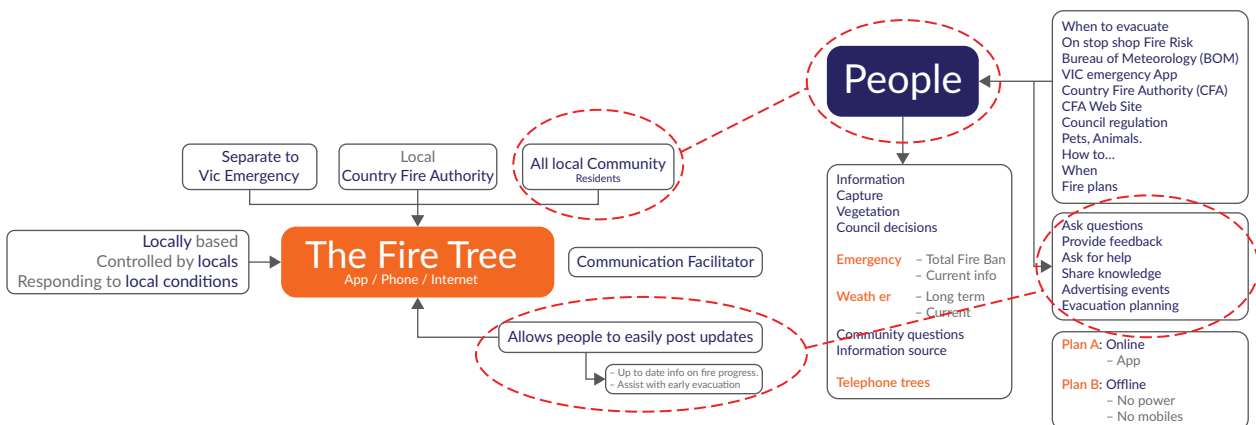 Separate to
Vic Emergency
Local
Country Fire Authority
All local Community
Residents
Locally based
Controlled by locals
Responding to local conditions
The Fire Tree
App / Phone / Internet
Communication Facilitator
Allows people to easily post updates
– Up to date info on fire progress.
– Assist with early evacuation
People
Information
Capture
Vegetation
Council decisions
Emergency – Total Fire Ban
– Current info
Weath er – Long term
– Current
Community questions
Information source
Telephone trees
When to evacuate
On stop shop Fire Risk
Bureau of Meteorology (BOM)
VIC emergency App
Country Fire Authority (CFA)
CFA Web Site
Council regulation
Pets, Animals.
How to...
When
Fire plans
Ask questions
Provide feedback
Ask for help
Share knowledge
Advertising events
Evacuation planning
Plan A: Online
– App
Plan B: Offline
– No power
– No mobiles